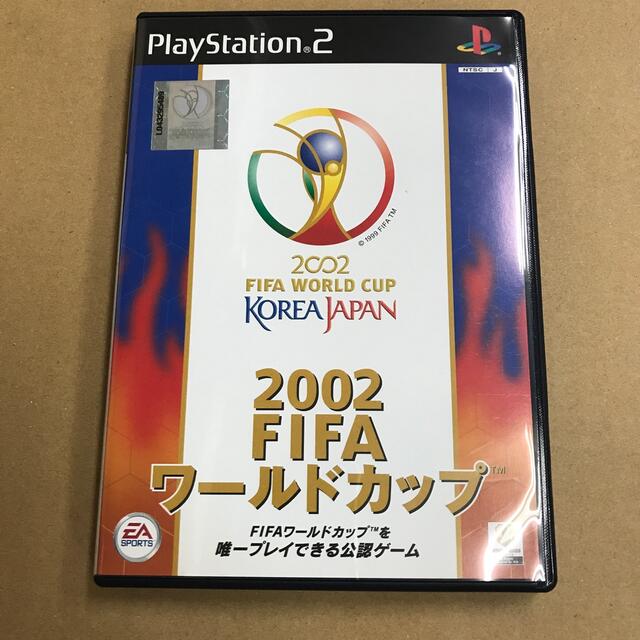 PlayStation®2
NTSC J
L043295489
© 1999 FIFA TM
2002
FIFA WORLD CUP
KOREA JAPAN
2002
FIFA
ワールドカップ™
FIFAワールドカップ™を
唯一プレイできる公認ゲーム
EA
SPORTS